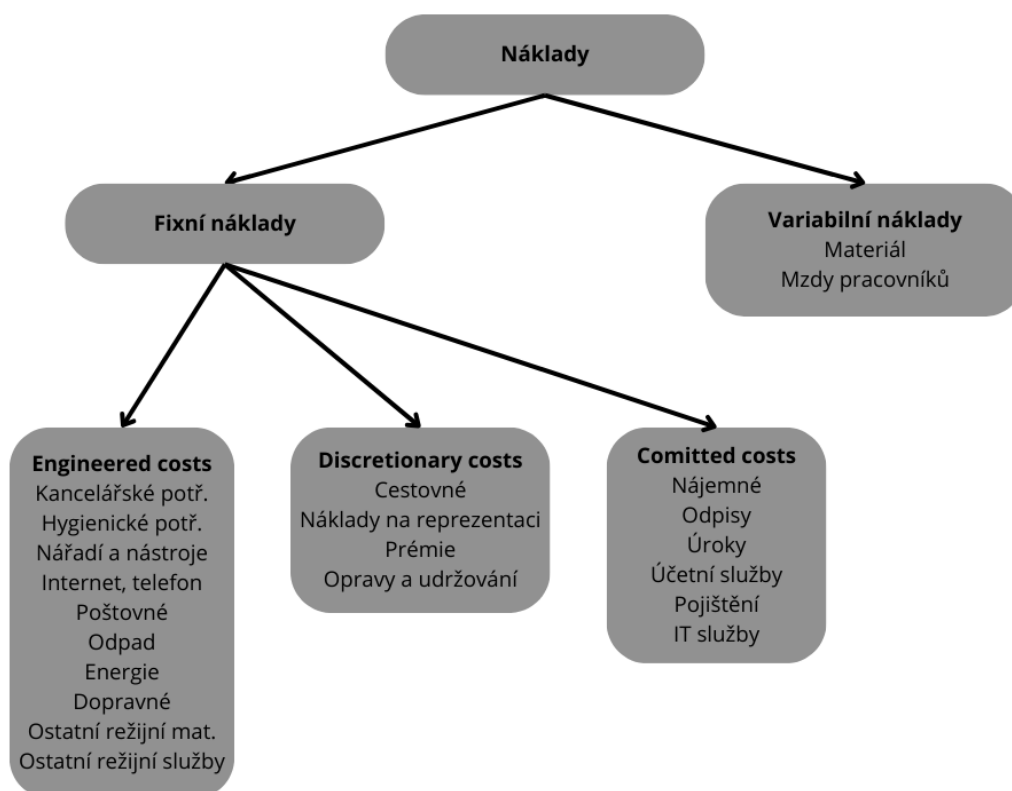 Náklady
Fixní náklady
Variabilní náklady
Materiál
Mzdy pracovníků
Engineered costs
Kancelářské potř.
Hygienické potř.
Nářadí a nástroje
Internet, telefon
Poštovné
Odpad
Energie
Dopravné
Ostatní režijní mat.
Ostatní režijní služby
Discretionary costs
Cestovné
Náklady na reprezentaci
Prémie
Opravy a udržování
Comitted costs
Nájemné
Odpisy
Úroky
Účetní služby
Pojištění
IT služby